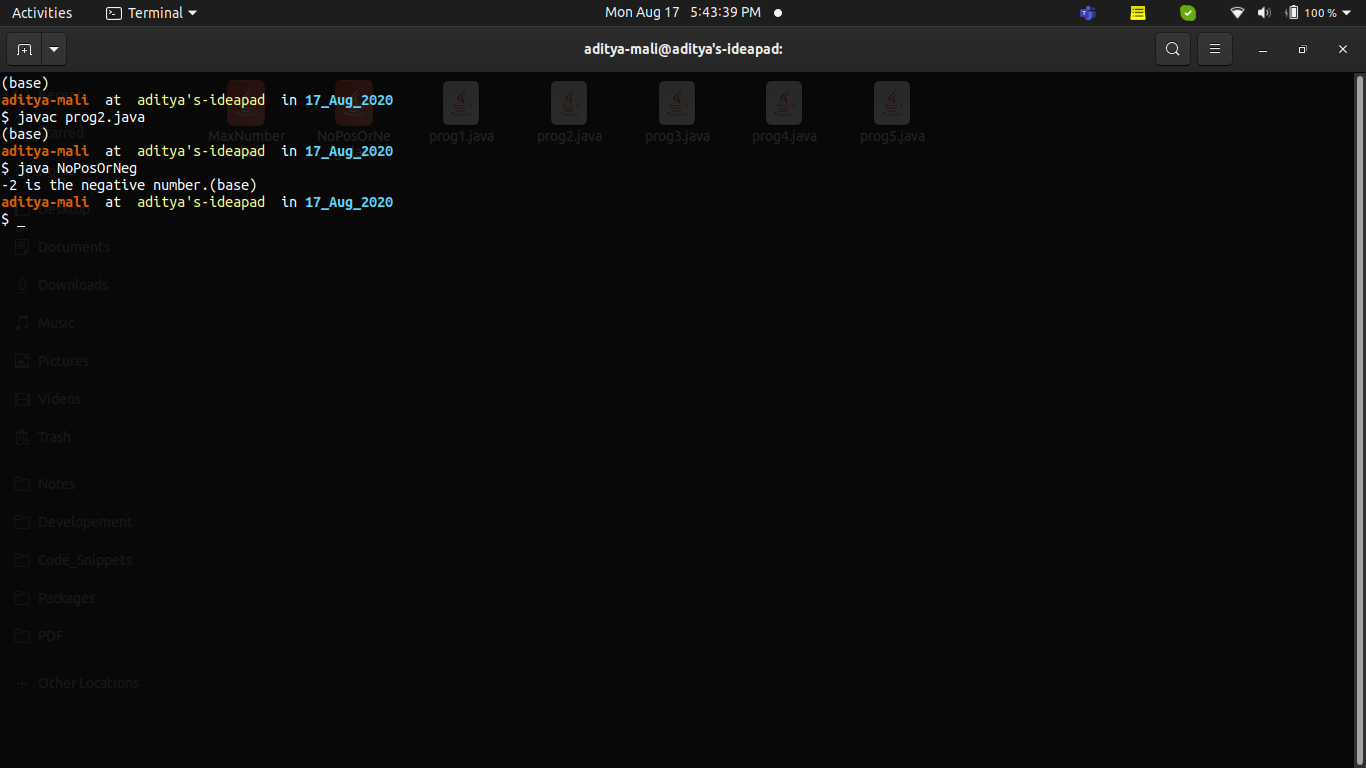 Activities Terminal Mon Aug 17 5:43:39 PM 100 %
aditya-mali@aditya's-ideapad:
(base)
aditya-mali at aditya's-ideapad in 17_Aug_2020
$ javac prog2.java
(base)
aditya-mali at aditya's-ideapad in 17_Aug_2020
$ java NoPosOrNeg
-2 is the negative number.(base)
aditya-mali at aditya's-ideapad in 17_Aug_2020
$ _
MaxNumber NoPosOrNe prog1.java prog2.java prog3.java prog4.java prog5.java
Desktop
Documents
Downloads
Music
Pictures
Videos
Trash
Notes
Developement
Code_Snippets
Packages
PDF
Other Locations